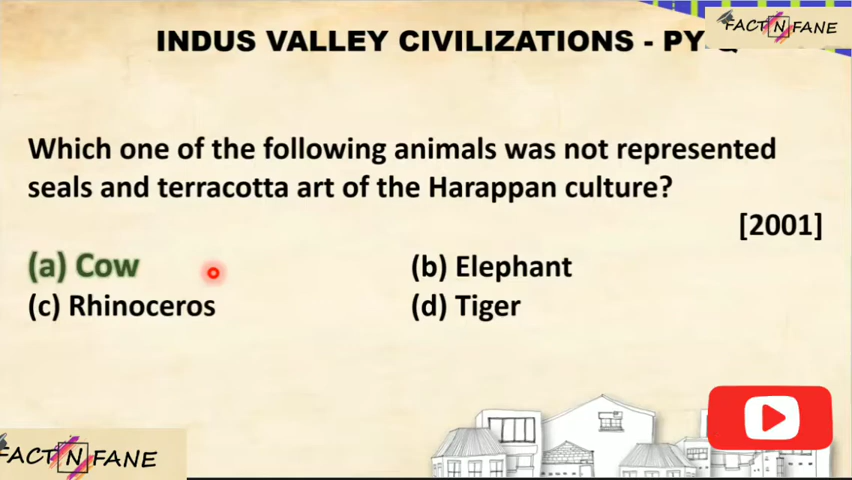 INDUS VALLEY CIVILIZATIONS - PY Q
FACT N FANE
Which one of the following animals was not represented
seals and terracotta art of the Harappan culture?
[2001]
(a) Cow
(b) Elephant
(c) Rhinoceros
(d) Tiger
FACT N FANE